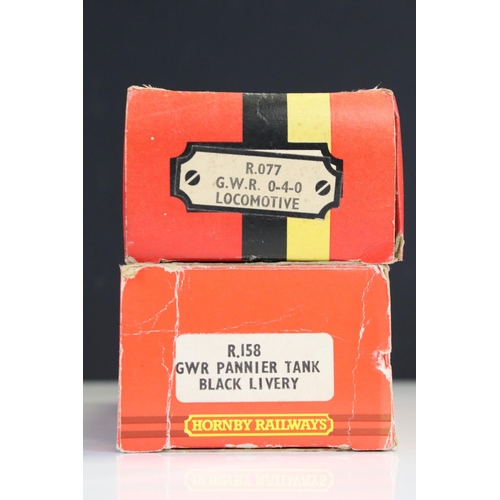 R.077
G.W.R. 0-4-0
LOCOMOTIVE
R.158
GWR PANNIER TANK
BLACK LIVERY
HORNBY RAILWAYS